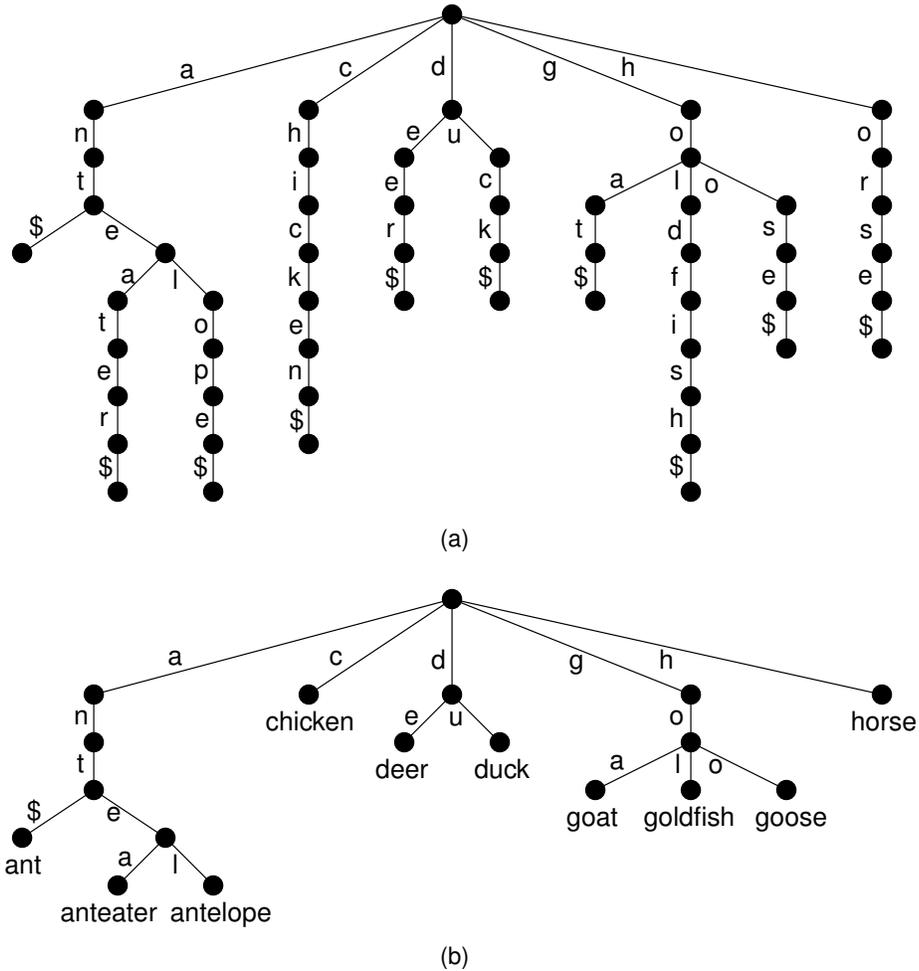 a c d g h
n h e u o o
t i e c a l o r
$ e c r k t d s s
a l k $ $ $ f e e
t o e i $ $
e p n s
r e $ h
$ $ $
(a)
a c d g h
n chicken e u o horse
t deer duck a l o
$ e goat goldfish goose
ant a l
anteater antelope
(b)